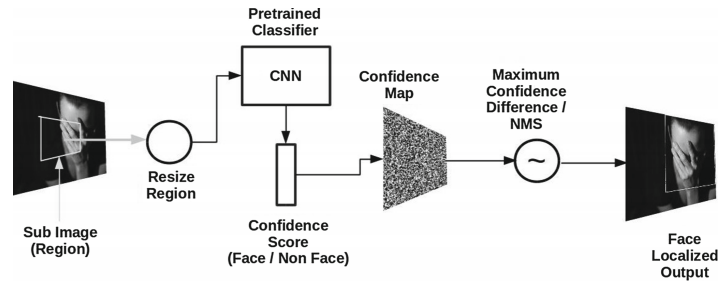 Pretrained
Classifier
CNN
Confidence
Map
Maximum
Confidence
Difference /
NMS
~
Resize
Region
Sub Image
(Region)
Confidence
Score
(Face / Non Face)
Face
Localized
Output